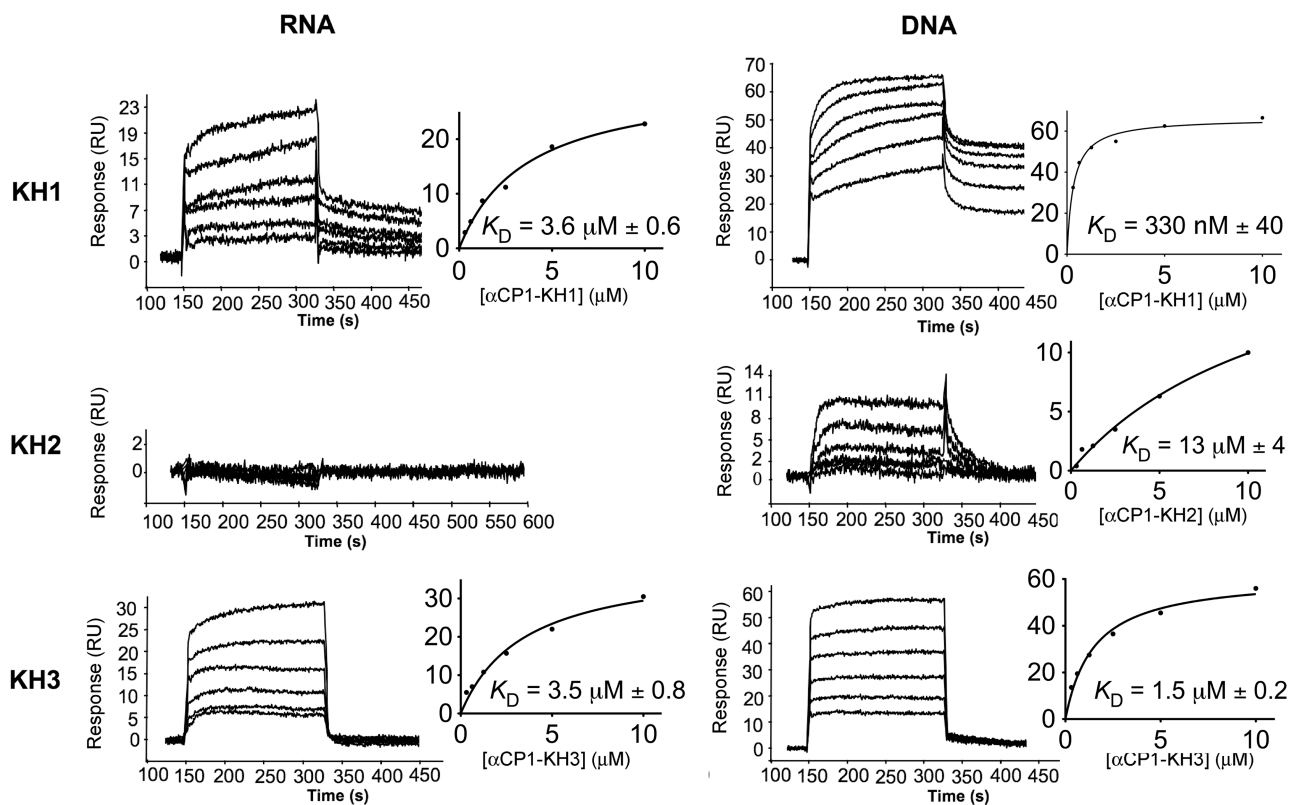 RNA
DNA
KH1
Response (RU)
23
19
15
11
7
3
0
100 150 200 250 300 350 400 450
Time (s)
20
10
0
K_D = 3.6 μM ± 0.6
0 5 10
[αCP1-KH1] (μM)
Response (RU)
70
60
50
40
30
20
10
0
100 150 200 250 300 350 400 450
Time (s)
60
40
20
0
K_D = 330 nM ± 40
0 5 10
[αCP1-KH1] (μM)
KH2
Response (RU)
2
0
100 150 200 250 300 350 400 450 500 550 600
Time (s)
Response (RU)
14
11
8
5
2
0
100 150 200 250 300 350 400 450
Time (s)
10
5
0
K_D = 13 μM ± 4
0 5 10
[αCP1-KH2] (μM)
KH3
Response (RU)
30
25
20
15
10
5
0
100 150 200 250 300 350 400 450
Time (s)
30
20
10
0
K_D = 3.5 μM ± 0.8
0 5 10
[αCP1-KH3] (μM)
Response (RU)
60
50
40
30
20
10
0
100 150 200 250 300 350 400 450
Time (s)
60
40
20
0
K_D = 1.5 μM ± 0.2
0 5 10
[αCP1-KH3] (μM)